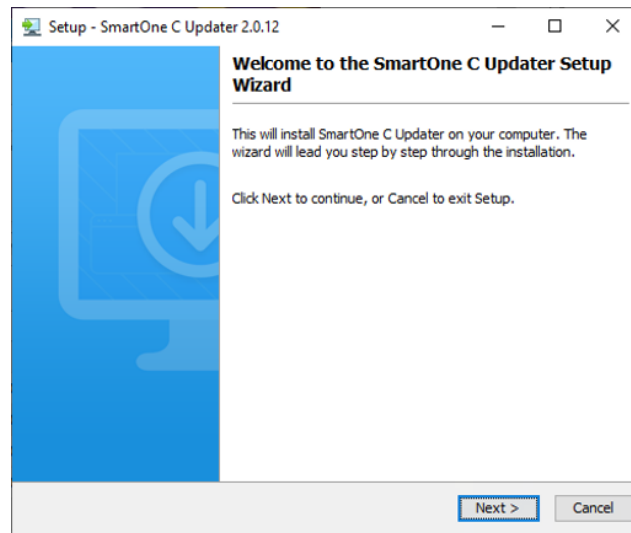 Setup - SmartOne C Updater 2.0.12
Welcome to the SmartOne C Updater Setup
Wizard
This will install SmartOne C Updater on your computer. The
wizard will lead you step by step through the installation.
Click Next to continue, or Cancel to exit Setup.
Next >
Cancel